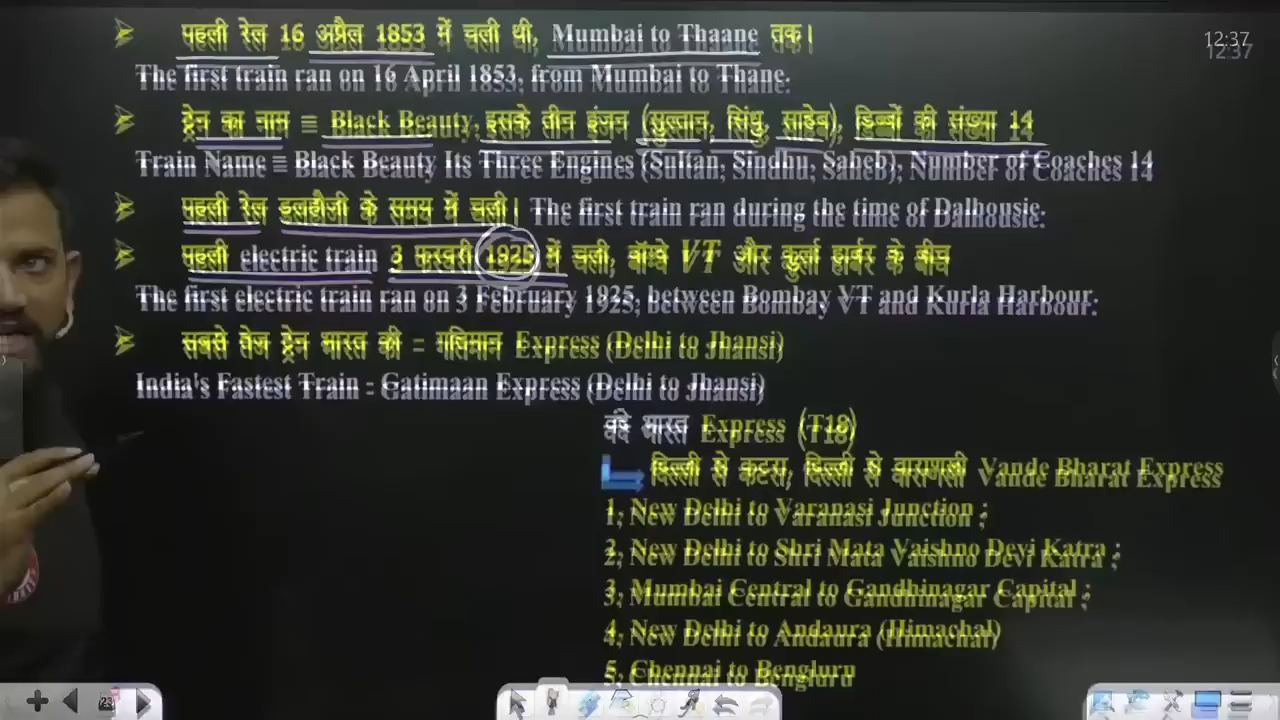 12:37
➤ पहली रेल 16 अप्रैल 1853 में चली थी, Mumbai to Thaane तक।
The first train ran on 16 April 1853, from Mumbai to Thane.
➤ ट्रेन का नाम = Black Beauty, इसके तीन इंजन (सुल्तान, सिंधु, साहेब), डिब्बों की संख्या 14
Train Name = Black Beauty Its Three Engines (Sultan, Sindhu, Saheb), Number of Coaches 14
➤ पहली रेल डलहौजी के समय में चली। The first train ran during the time of Dalhousie.
➤ पहली electric train 3 फरवरी 1925 में चली, बॉम्बे VT और कुर्ला हार्बर के बीच
The first electric train ran on 3 February 1925, between Bombay VT and Kurla Harbour.
➤ सबसे तेज ट्रेन भारत की = गतिमान Express (Delhi to Jhansi)
India's Fastest Train = Gatimaan Express (Delhi to Jhansi)
वंदे भारत Express (T18)
दिल्ली से कटरा, दिल्ली से वाराणसी Vande Bharat Express
1. New Delhi to Varanasi Junction ;
2. New Delhi to Shri Mata Vaishno Devi Katra ;
3. Mumbai Central to Gandhinagar Capital ;
4. New Delhi to Andaura (Himachal)
5. Chennai to Bengluru
23